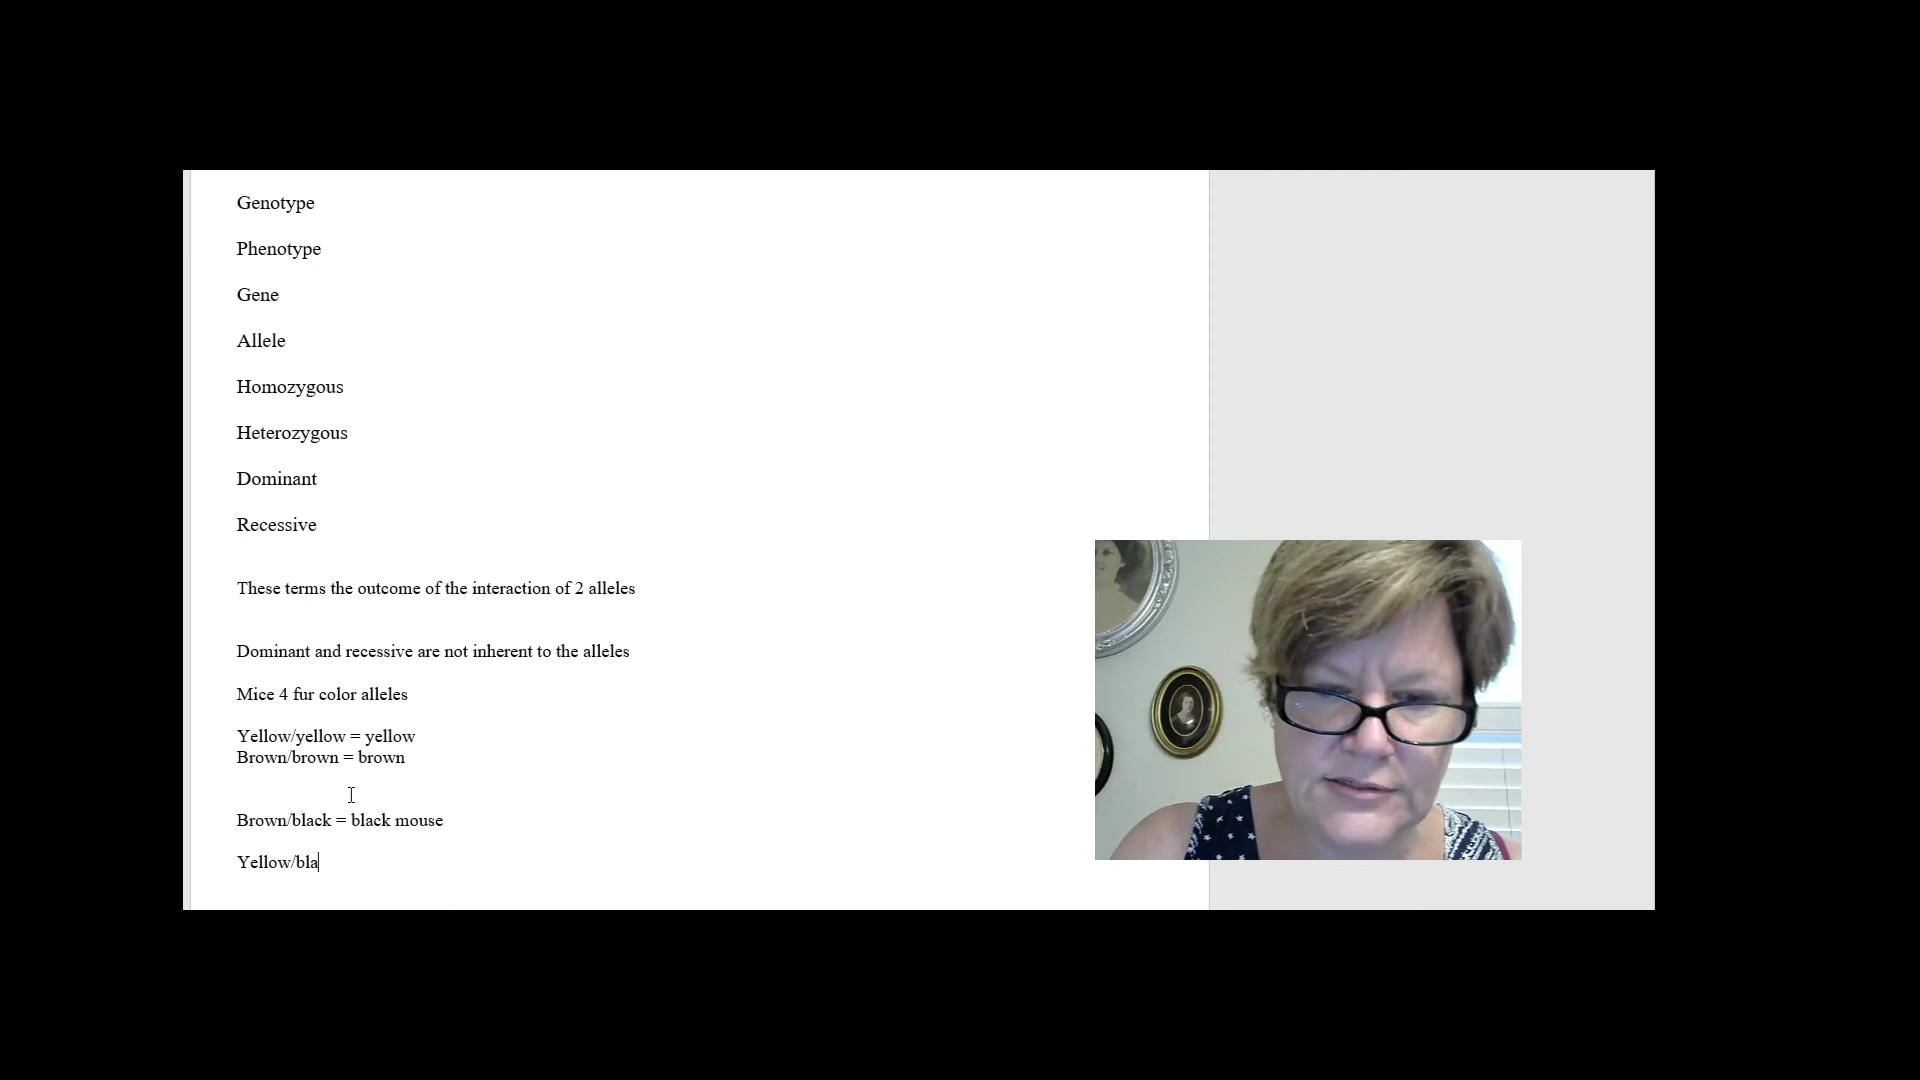 Genotype
Phenotype
Gene
Allele
Homozygous
Heterozygous
Dominant
Recessive
These terms the outcome of the interaction of 2 alleles
Dominant and recessive are not inherent to the alleles
Mice 4 fur color alleles
Yellow/yellow = yellow
Brown/brown = brown
Brown/black = black mouse
Yellow/bla